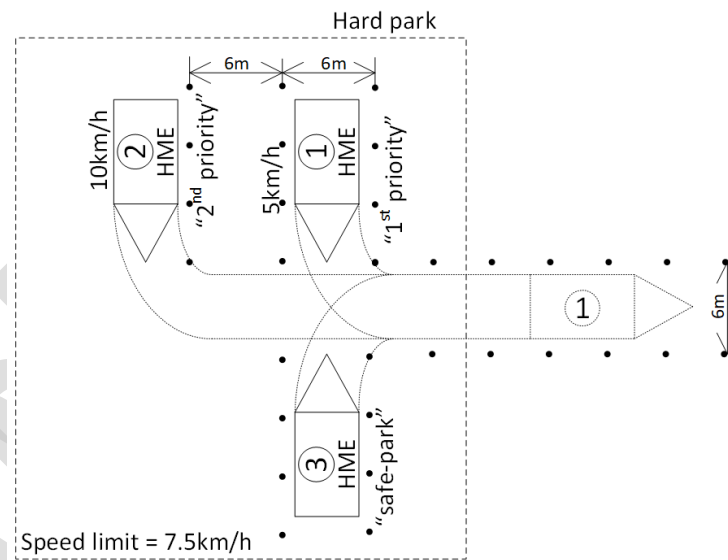 Hard park
6m
6m
10km/h
2
HME
“2nd priority”
5km/h
1
HME
“1st priority”
1
6m
3
HME
“safe-park”
Speed limit = 7.5km/h